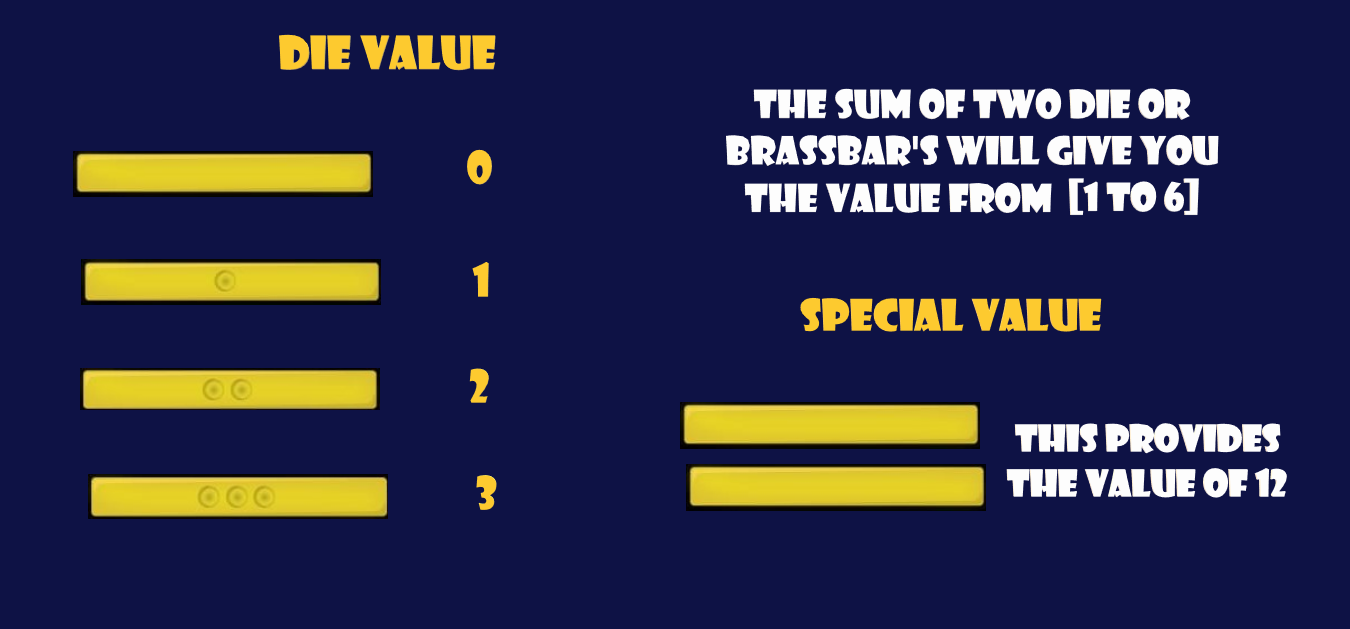 DIE VALUE
0
1
2
3
THE SUM OF TWO DIE OR
BRASSBAR'S WILL GIVE YOU
THE VALUE FROM [1 TO 6]
SPECIAL VALUE
THIS PROVIDES
THE VALUE OF 12